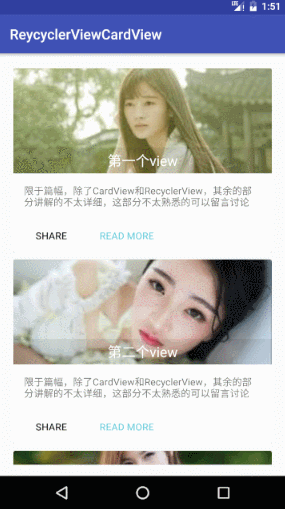 1:51
ReycyclerViewCardView
第一个view
限于篇幅，除了CardView和RecyclerView，其余的部
分讲解的不太详细，这部分不太熟悉的可以留言讨论
SHARE READ MORE
第二个view
限于篇幅，除了CardView和RecyclerView，其余的部
分讲解的不太详细，这部分不太熟悉的可以留言讨论
SHARE READ MORE